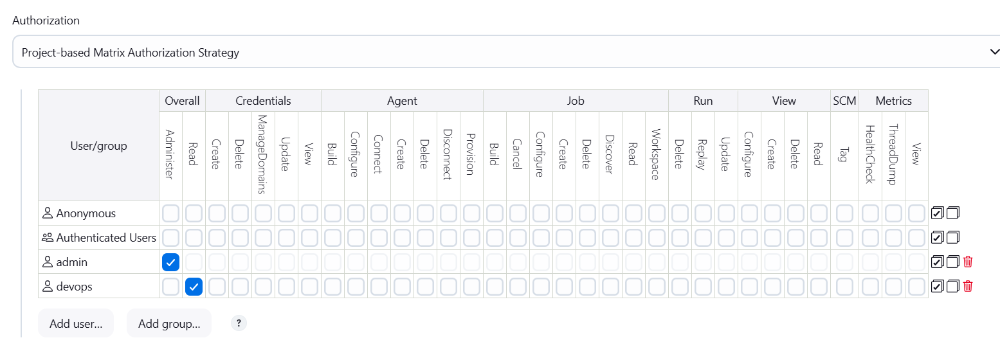 Authorization
Project-based Matrix Authorization Strategy
User/group
Overall Credentials Agent Job Run View SCM Metrics
Administer Read Create Delete ManageDomains Update View Build Configure Connect Create Delete Disconnect Provision Build Cancel Configure Create Delete Discover Read Workspace Delete Replay Update Configure Create Delete Read Tag HealthCheck ThreadDump View
Anonymous
Authenticated Users
admin
devops
Add user... Add group... ?